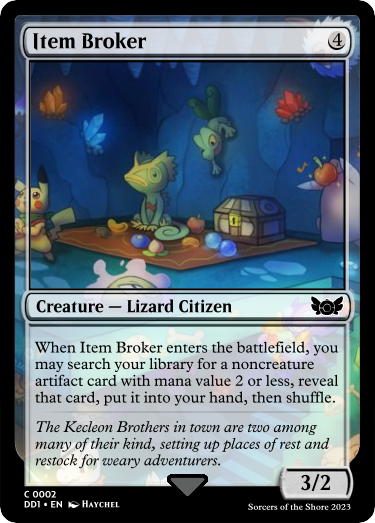 Item Broker
4
Creature — Lizard Citizen
When Item Broker enters the battlefield, you
may search your library for a noncreature
artifact card with mana value 2 or less, reveal
that card, put it into your hand, then shuffle.
The Kecleon Brothers in town are two among
many of their kind, setting up places of rest and
restock for weary adventurers.
3/2
C 0002
DD1 • EN Haychel
Sorcers of the Shore 2023